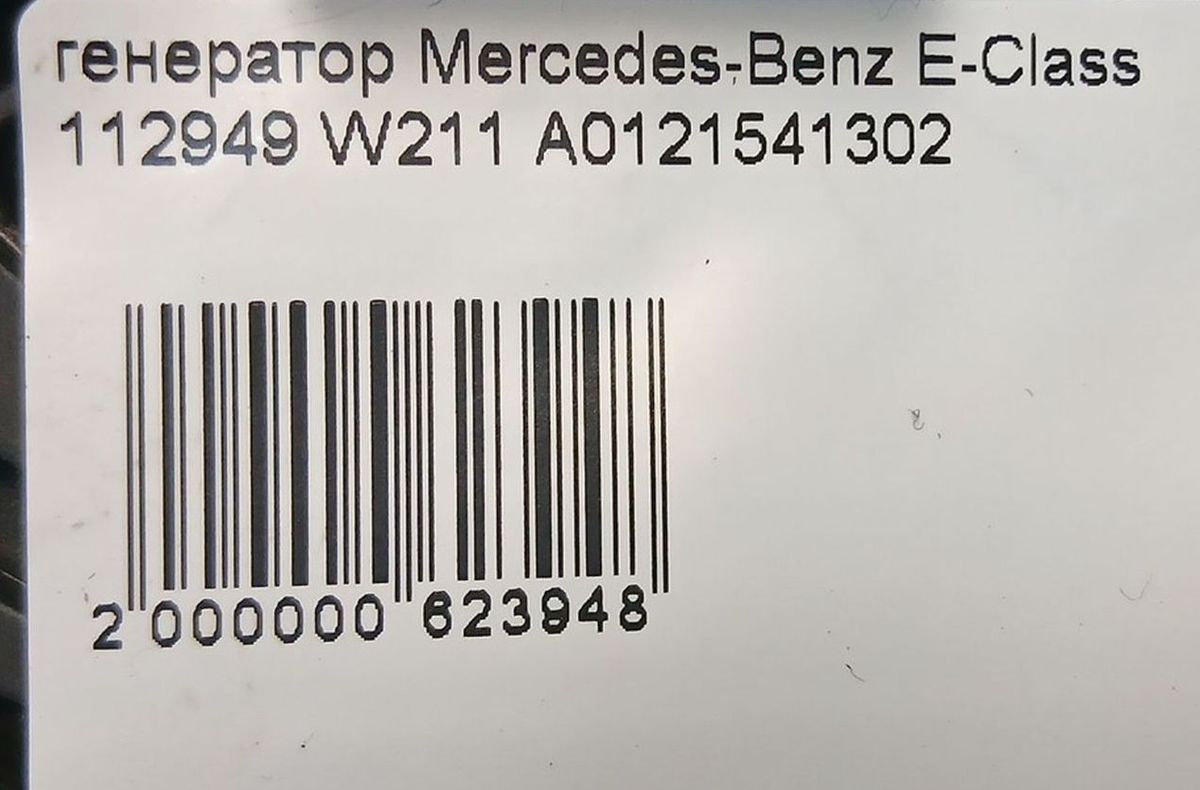 генератор Mercedes-Benz E-Class
112949 W211 A0121541302
2 000000 623948